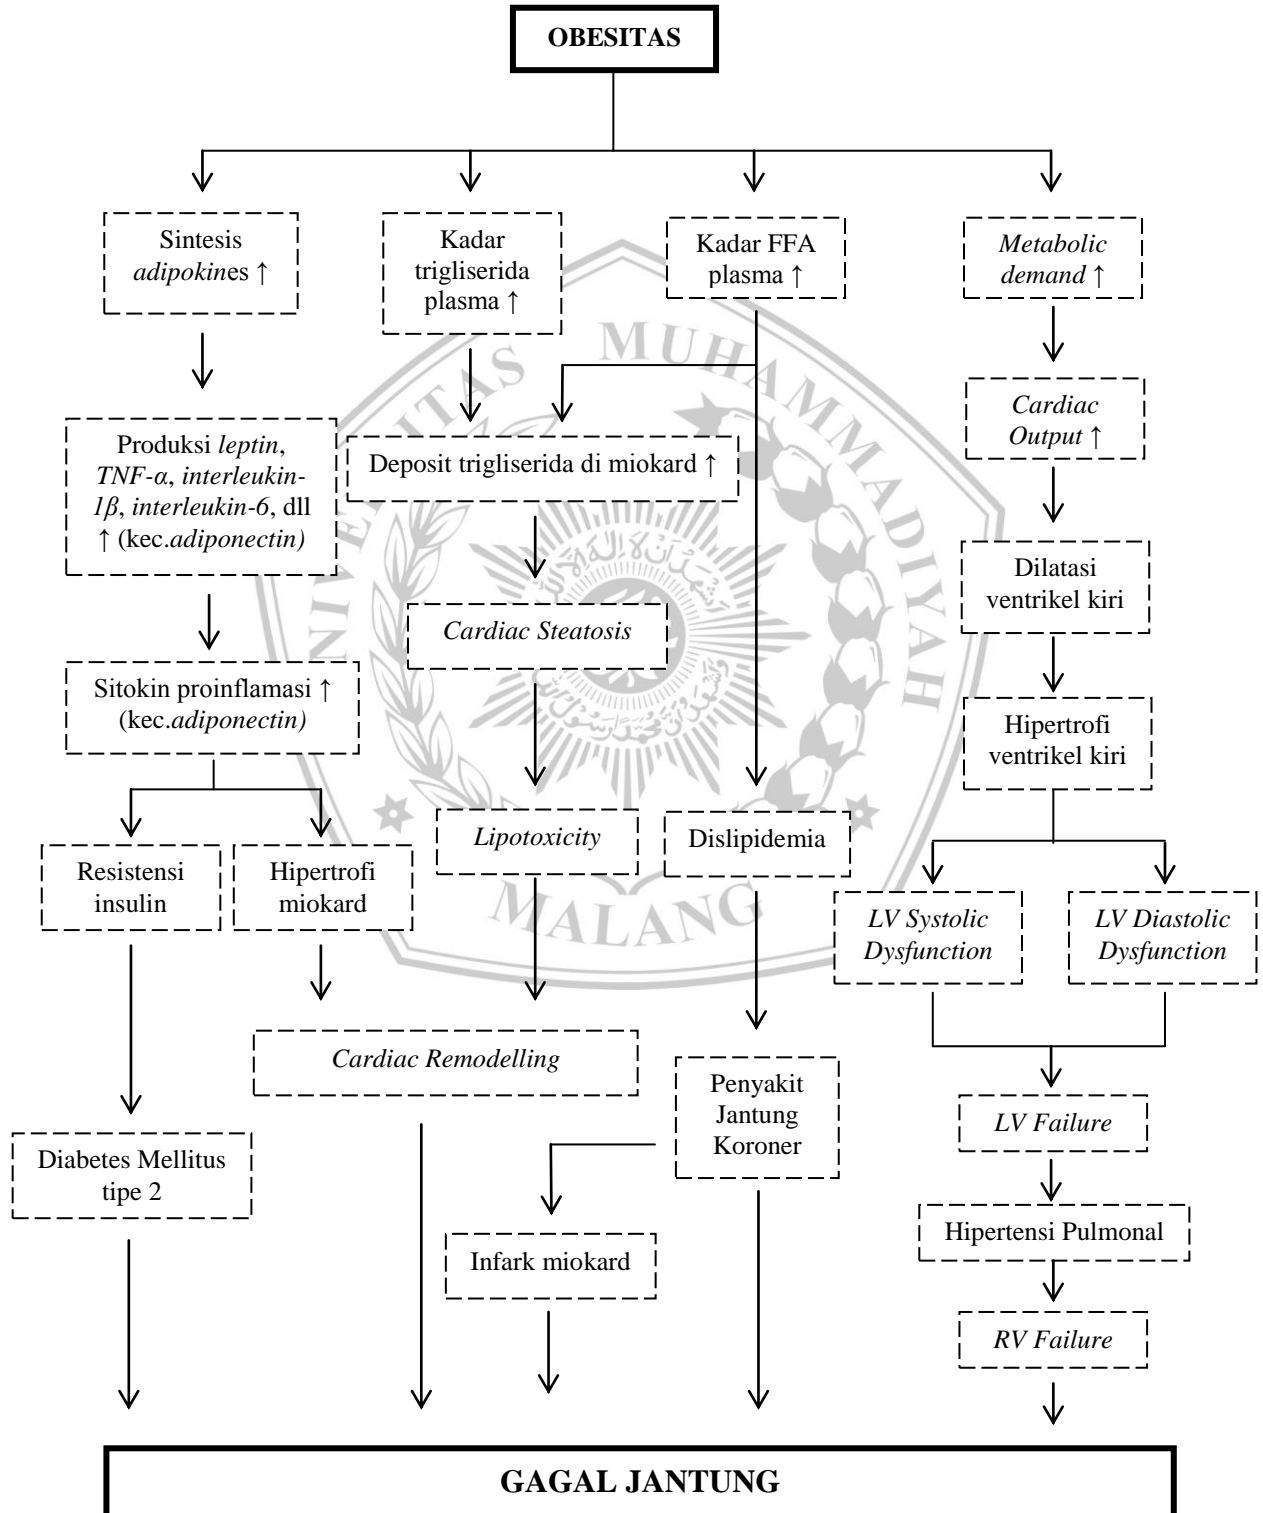 OBESITAS
Sintesis
adipokines ↑
Kadar
trigliserida
plasma ↑
Kadar FFA
plasma ↑
Metabolic
demand ↑
Cardiac
Output ↑
Produksi leptin,
TNF-α, interleukin-
1β, interleukin-6, dll
↑ (kec.adiponectin)
Deposit trigliserida di miokard ↑
Dilatasi
ventrikel kiri
Cardiac Steatosis
Sitokin proinflamasi ↑
(kec.adiponectin)
Hipertrofi
ventrikel kiri
Resistensi
insulin
Hipertrofi
miokard
Lipotoxicity
Dislipidemia
LV Systolic
Dysfunction
LV Diastolic
Dysfunction
Cardiac Remodelling
Penyakit
Jantung
Koroner
LV Failure
Diabetes Mellitus
tipe 2
Infark miokard
Hipertensi Pulmonal
RV Failure
GAGAL JANTUNG
MUHAMMADIYAH
MALANG